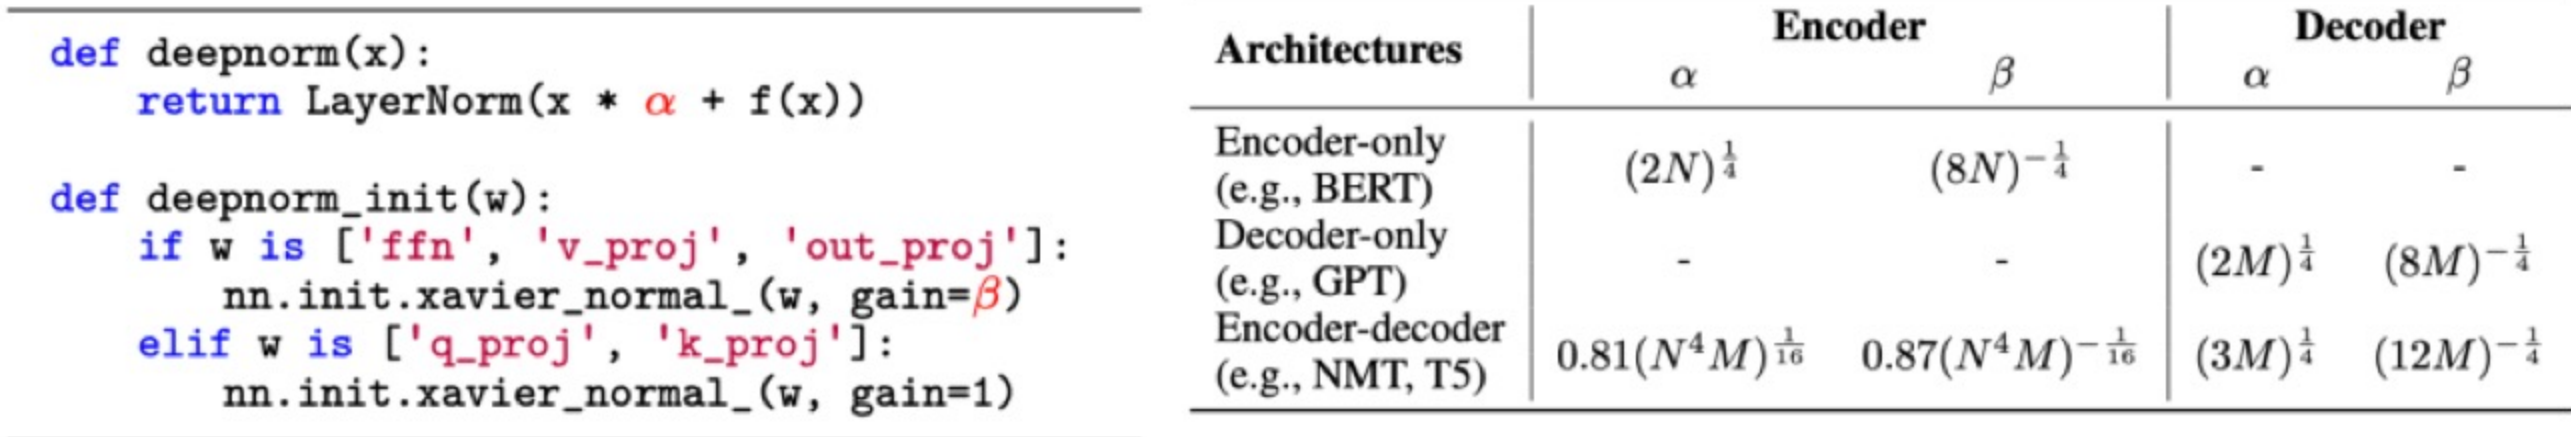 def deepnorm(x):
    return LayerNorm(x * α + f(x))
def deepnorm_init(w):
    if w is ['ffn', 'v_proj', 'out_proj']:
        nn.init.xavier_normal_(w, gain=β)
    elif w is ['q_proj', 'k_proj']:
        nn.init.xavier_normal_(w, gain=1)
Architectures Encoder Decoder
α β α β
Encoder-only
(e.g., BERT) (2N)^{1/4} (8N)^{-1/4} - -
Decoder-only
(e.g., GPT) - - (2M)^{1/4} (8M)^{-1/4}
Encoder-decoder
(e.g., NMT, T5) 0.81(N^4M)^{1/16} 0.87(N^4M)^{-1/16} (3M)^{1/4} (12M)^{-1/4}